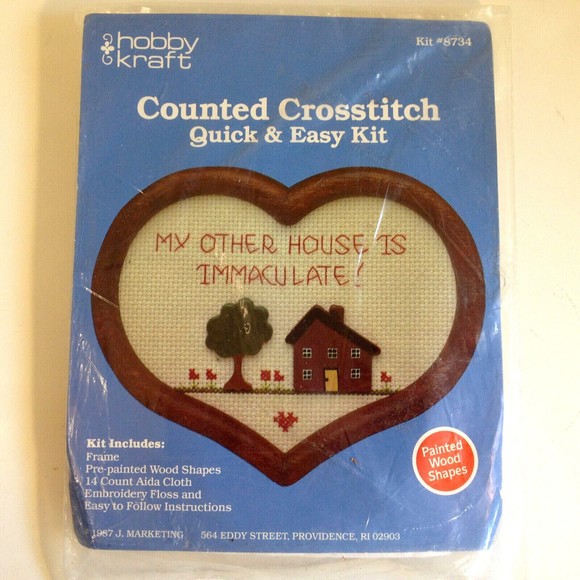 hobby
kraft
Kit #8734
Counted Crosstitch
Quick & Easy Kit
MY OTHER HOUSE IS
IMMACULATE!
Kit Includes:
Frame
Pre-painted Wood Shapes
14 Count Aida Cloth
Embroidery Floss and
Easy to Follow Instructions
Painted
Wood
Shapes
1987 J. MARKETING 564 EDDY STREET, PROVIDENCE, RI 02903